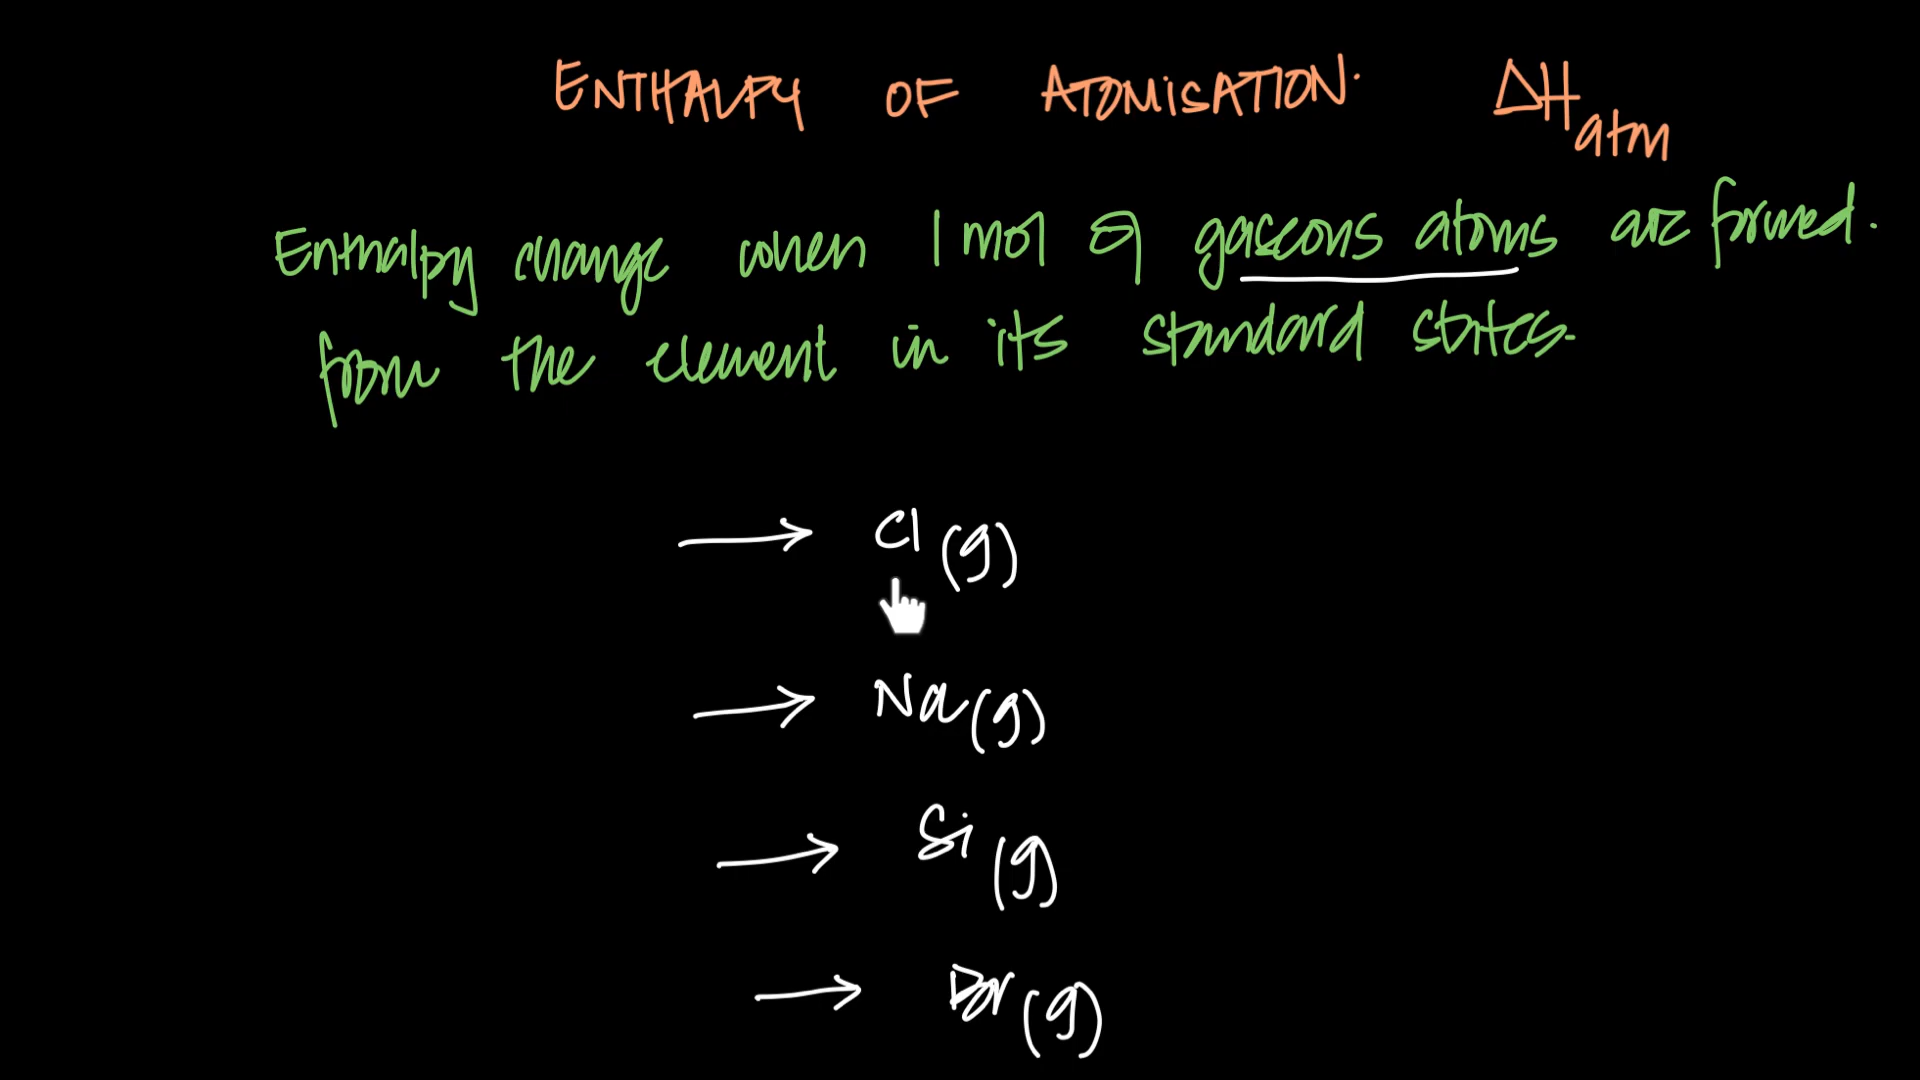 ENTHALPY OF ATOMISATION. ΔHatm
Enthalpy change when 1 mol of gaseous atoms are formed.
from the element in its standard states.
→ Cl(g)
→ Na(g)
→ Si(g)
→ Br(g)